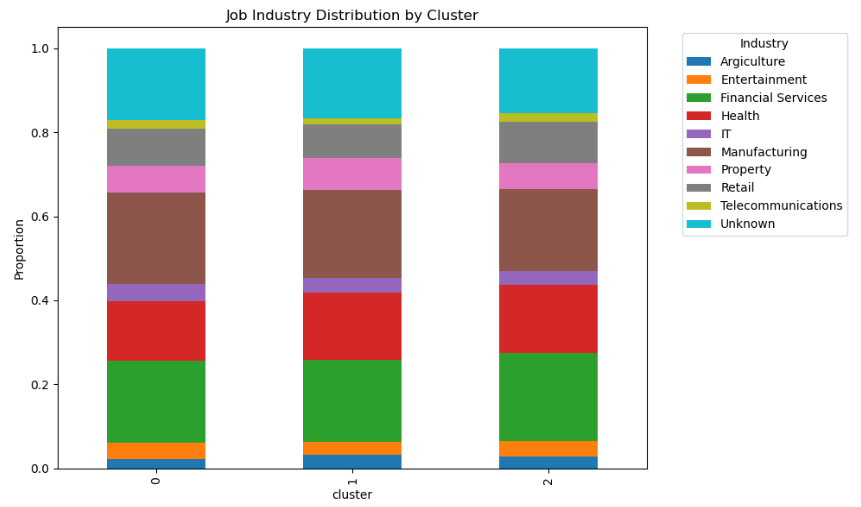 Job Industry Distribution by Cluster
Industry
Argiculture
Entertainment
Financial Services
Health
IT
Manufacturing
Property
Retail
Telecommunications
Unknown
Proportion
1.0
0.8
0.6
0.4
0.2
0.0
0
1
2
cluster